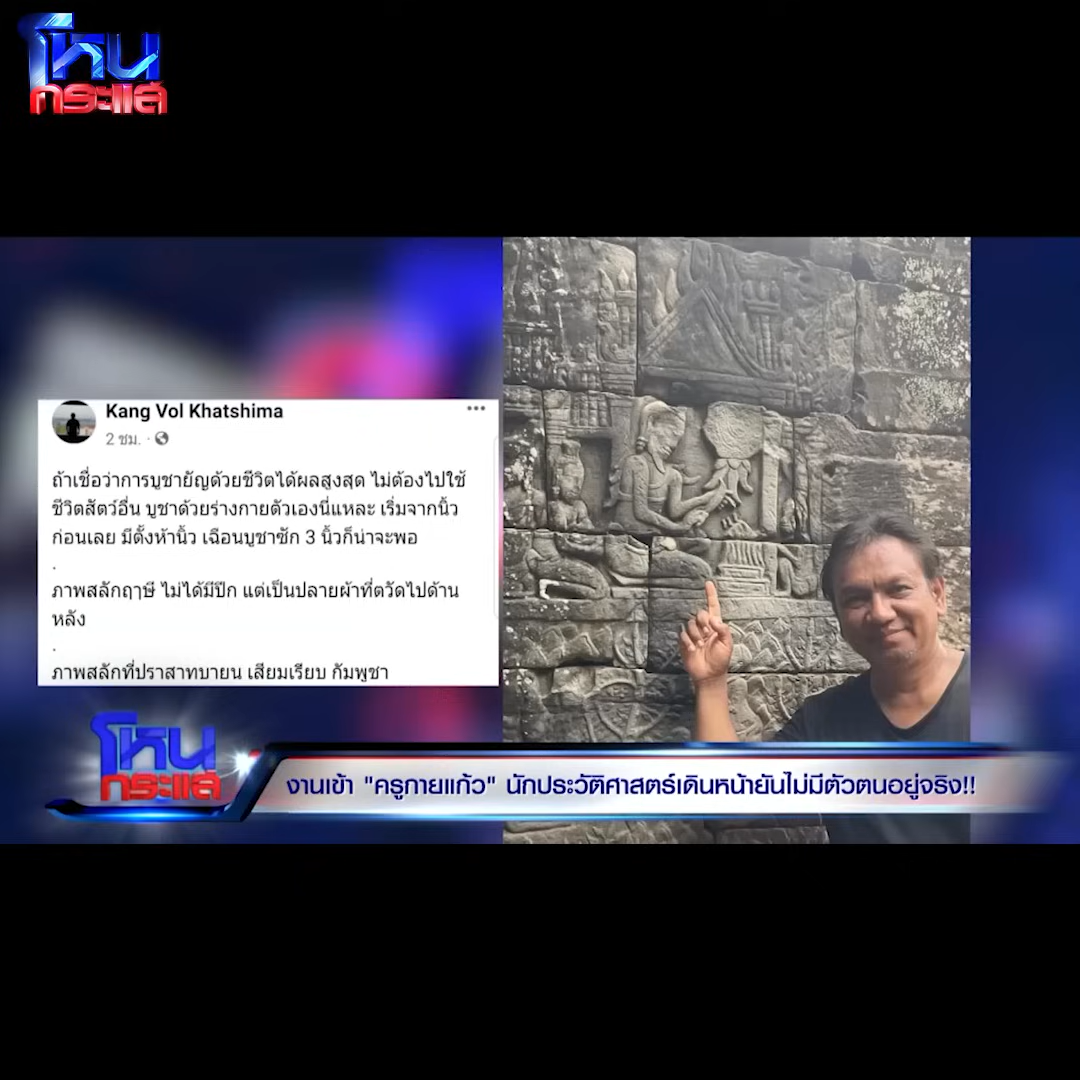 โหน
กระแส
Kang Vol Khatshima
2 ชม. ·
ถ้าเชื่อว่าการบูชายัญด้วยชีวิตได้ผลสูงสุด ไม่ต้องไปใช้
ชีวิตสัตว์อื่น บูชาด้วยร่างกายตัวเองนี่แหละ เริ่มจากนิ้ว
ก่อนเลย มีตั้งห้านิ้ว เฉือนบูชาซัก 3 นิ้วก็น่าจะพอ
.
ภาพสลักฤๅษี ไม่ได้มีปีก แต่เป็นปลายผ้าที่ตวัดไปด้าน
หลัง
.
ภาพสลักที่ปราสาทบายน เสียมเรียบ กัมพูชา
โหน
กระแส
งานเข้า "ครูกายแก้ว" นักประวัติศาสตร์เดินหน้ายันไม่มีตัวตนอยู่จริง!!